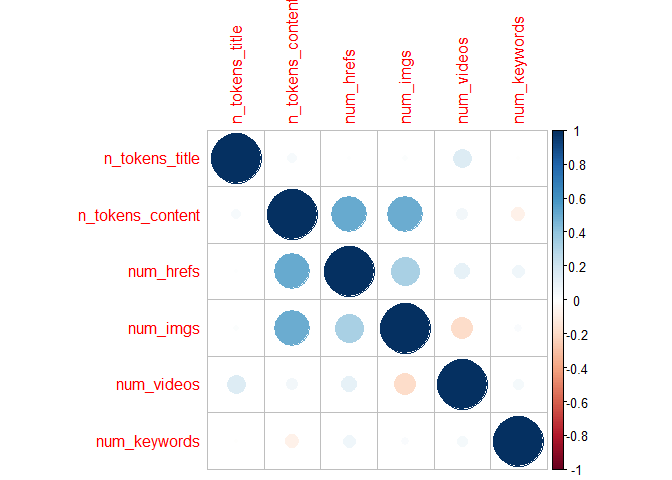 n_tokens_title
n_tokens_content
num_hrefs
num_imgs
num_videos
num_keywords
n_tokens_title
n_tokens_content
num_hrefs
num_imgs
num_videos
num_keywords
1
0.8
0.6
0.4
0.2
0
-0.2
-0.4
-0.6
-0.8
-1